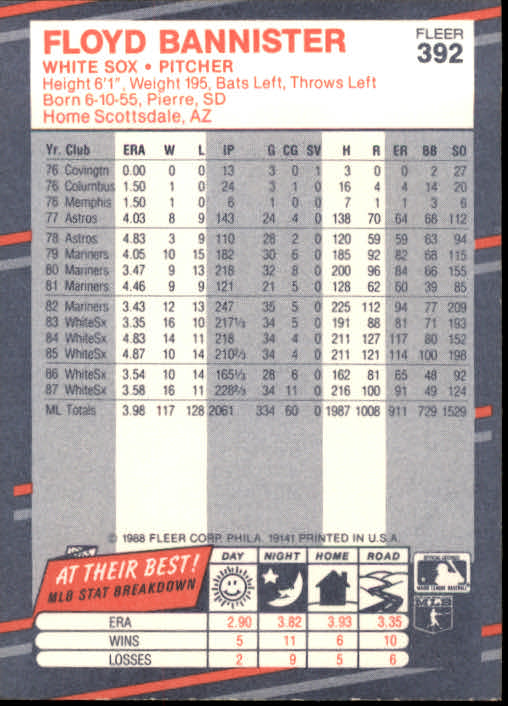 FLOYD BANNISTER
FLEER
392
WHITE SOX • PITCHER
Height 6'1", Weight 195, Bats Left, Throws Left
Born 6-10-55, Pierre, SD
Home Scottsdale, AZ
Yr. Club ERA W L IP G CG SV H R ER BB SO
76 Covingtn 0.00 0 0 13 3 0 1 3 0 0 2 27
76 Columbus 1.50 1 0 24 3 1 0 16 4 4 14 20
76 Memphis 1.50 1 0 6 1 0 0 7 1 1 3 6
77 Astros 4.03 8 9 143 24 4 0 138 70 64 68 112
78 Astros 4.83 3 9 110 28 2 0 120 59 59 63 94
79 Mariners 4.05 10 15 182 30 6 0 185 92 82 68 115
80 Mariners 3.47 9 13 218 32 8 0 200 96 84 66 155
81 Mariners 4.46 9 9 121 21 5 0 128 62 60 39 85
82 Mariners 3.43 12 13 247 35 5 0 225 112 94 77 209
83 WhiteSx 3.35 16 10 217⅓ 34 5 0 191 88 81 71 193
84 WhiteSx 4.83 14 11 218 34 4 0 211 127 117 80 152
85 WhiteSx 4.87 10 14 210⅔ 34 4 0 211 121 114 100 198
86 WhiteSx 3.54 10 14 165⅓ 28 6 0 162 81 65 48 92
87 WhiteSx 3.58 16 11 228⅔ 34 11 0 216 100 91 49 124
ML Totals 3.98 117 128 2061 334 60 0 1987 1008 911 729 1529
© 1988 FLEER CORP. PHILA. 19141 PRINTED IN U.S.A.
AT THEIR BEST!
MLB STAT BREAKDOWN
DAY NIGHT HOME ROAD
ERA 2.90 3.82 3.93 3.35
WINS 5 11 6 10
LOSSES 2 9 5 6
MAJOR LEAGUE BASEBALL
MLB